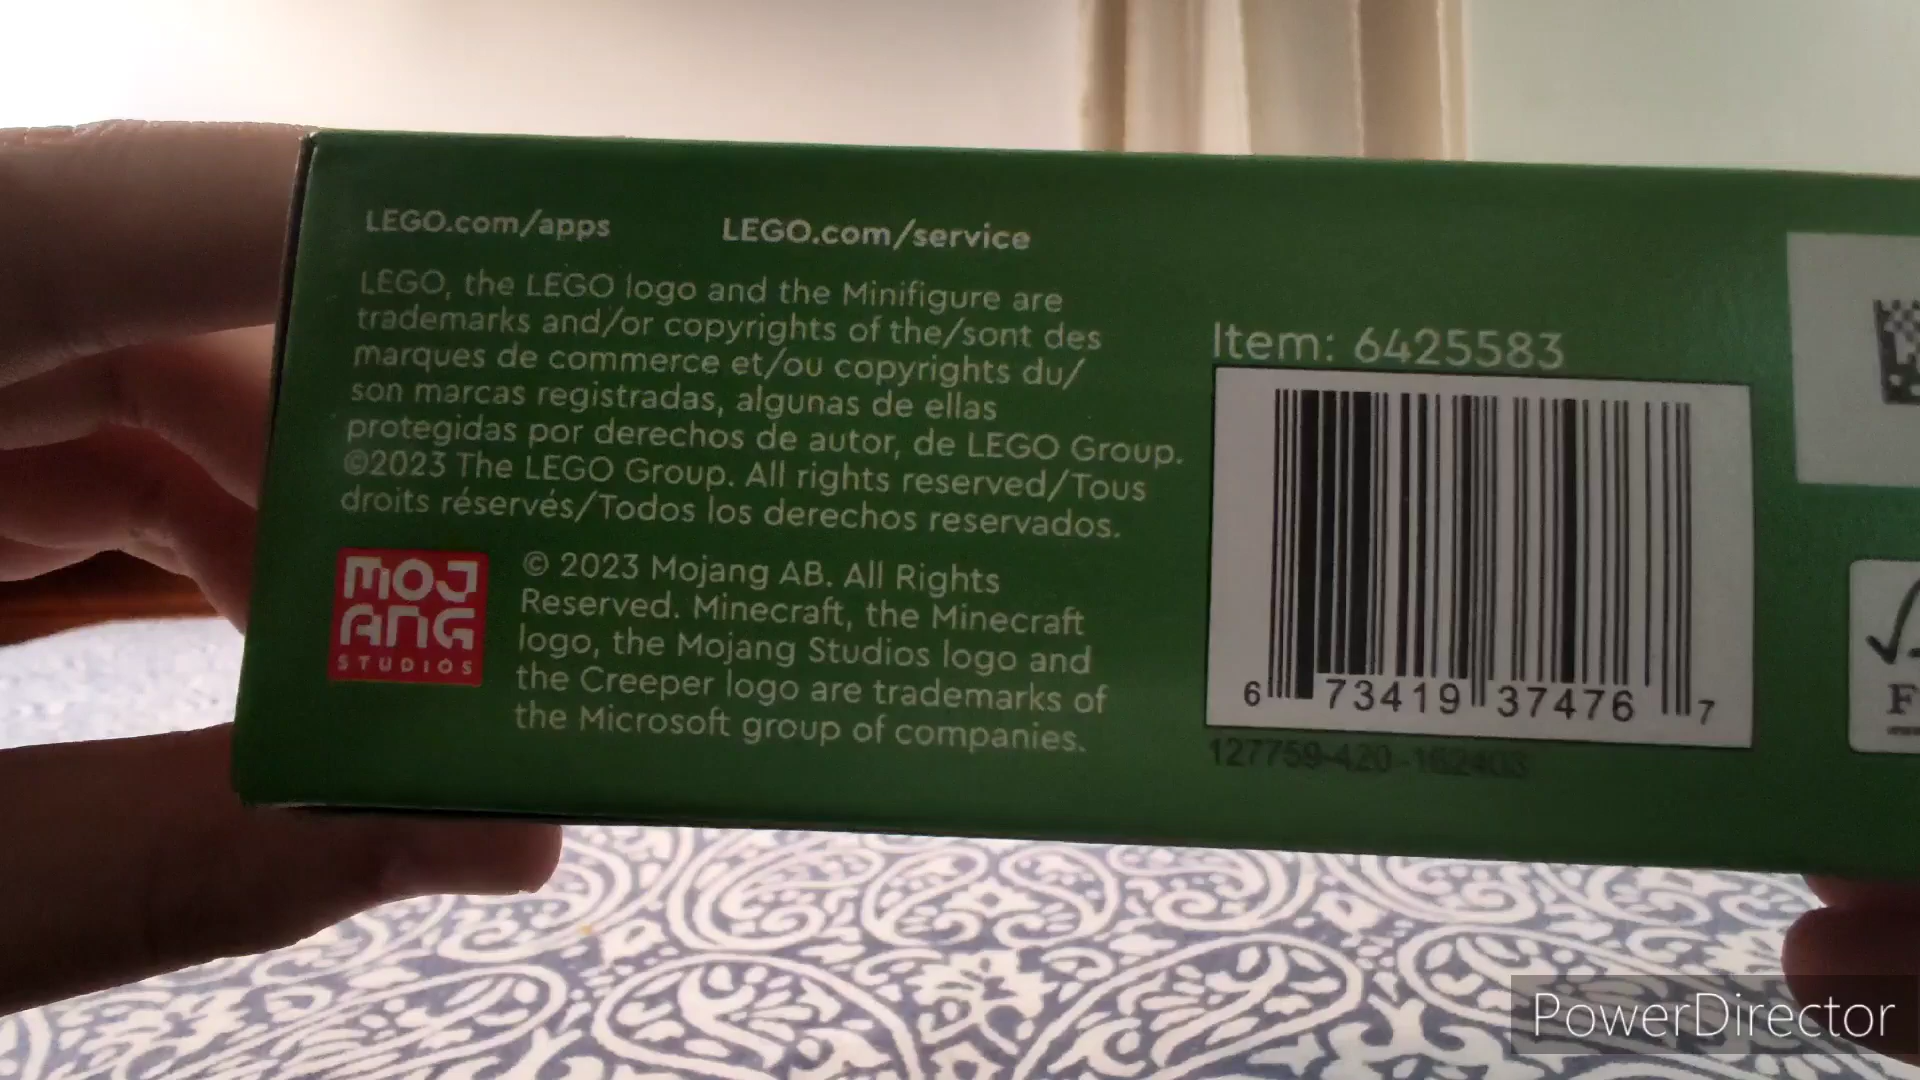 LEGO.com/apps LEGO.com/service
LEGO, the LEGO logo and the Minifigure are
trademarks and/or copyrights of the/sont des
marques de commerce et/ou copyrights du/
son marcas registradas, algunas de ellas
protegidas por derechos de autor, de LEGO Group.
©2023 The LEGO Group. All rights reserved/Tous
droits réservés/Todos los derechos reservados.
MOJ
ANG
STUDIOS
© 2023 Mojang AB. All Rights
Reserved. Minecraft, the Minecraft
logo, the Mojang Studios logo and
the Creeper logo are trademarks of
the Microsoft group of companies.
Item: 6425583
6 73419 37476 7
PowerDirector